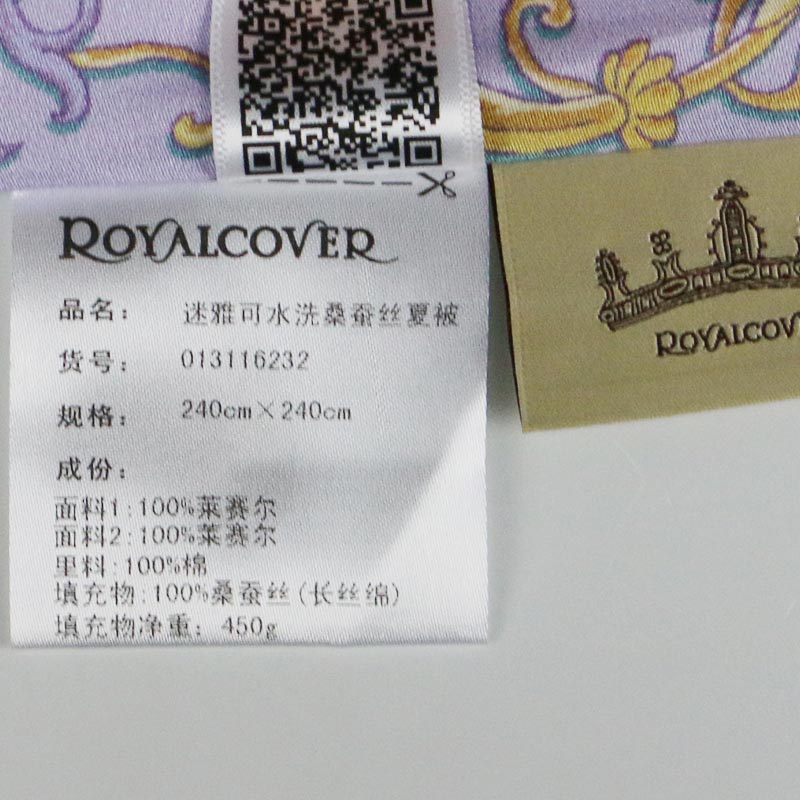 ROYALCOVER
品名： 迷雅可水洗桑蚕丝夏被
货号： 013116232
规格： 240cm×240cm
成份：
面料1:100%莱赛尔
面料2:100%莱赛尔
里料:100%棉
填充物:100%桑蚕丝(长丝绵)
填充物净重： 450g
ROYALCOV